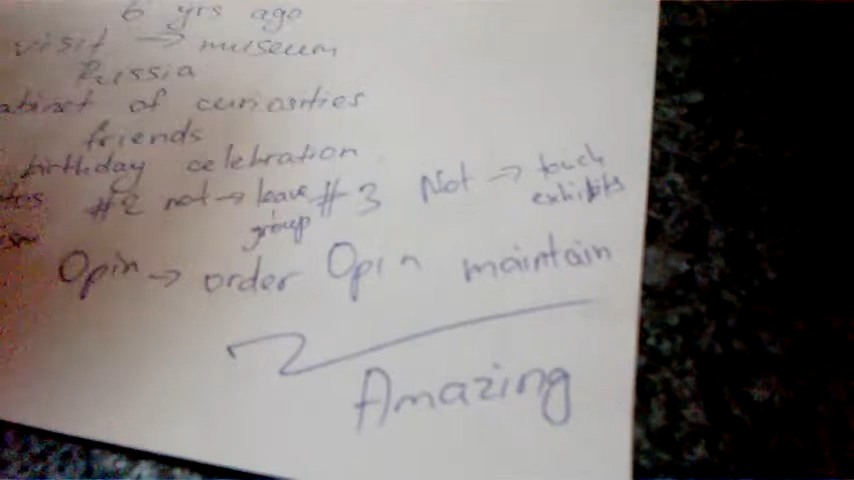 6 yrs ago
visit → museum
Russia
of curiosities
friends
birthday celebration
#2 not → leave group #3 Not → touch exhibits
Opin → order Opin maintain
Amazing